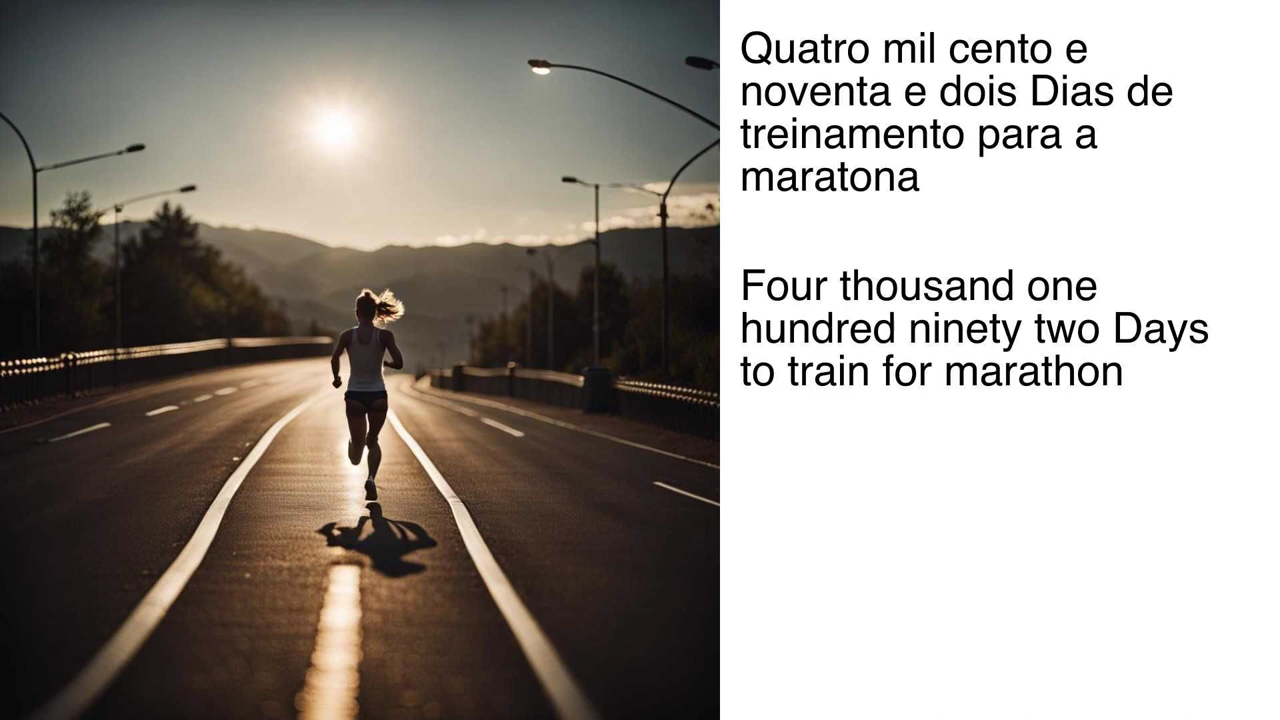 Quatro mil cento e
noventa e dois Dias de
treinamento para a
maratona
Four thousand one
hundred ninety two Days
to train for marathon